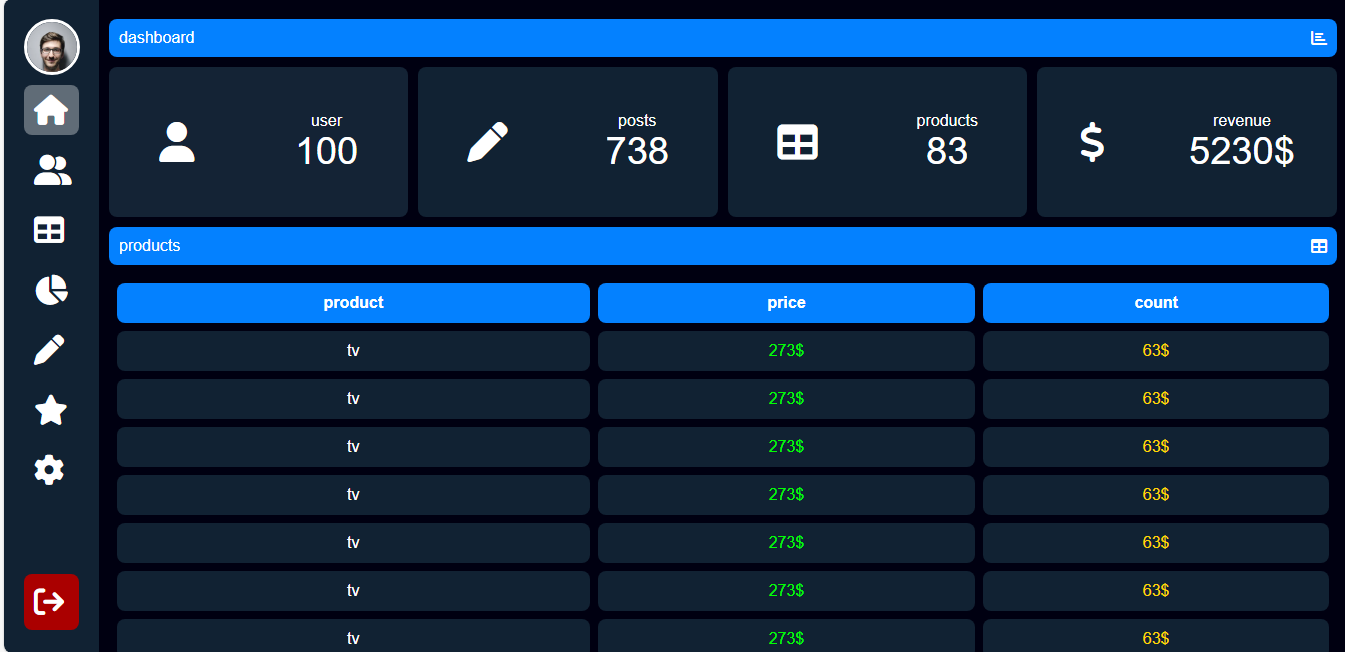 dashboard
user posts products revenue
100 738 83 5230$
products
product price count
tv 273$ 63$
tv 273$ 63$
tv 273$ 63$
tv 273$ 63$
tv 273$ 63$
tv 273$ 63$
tv 273$ 63$